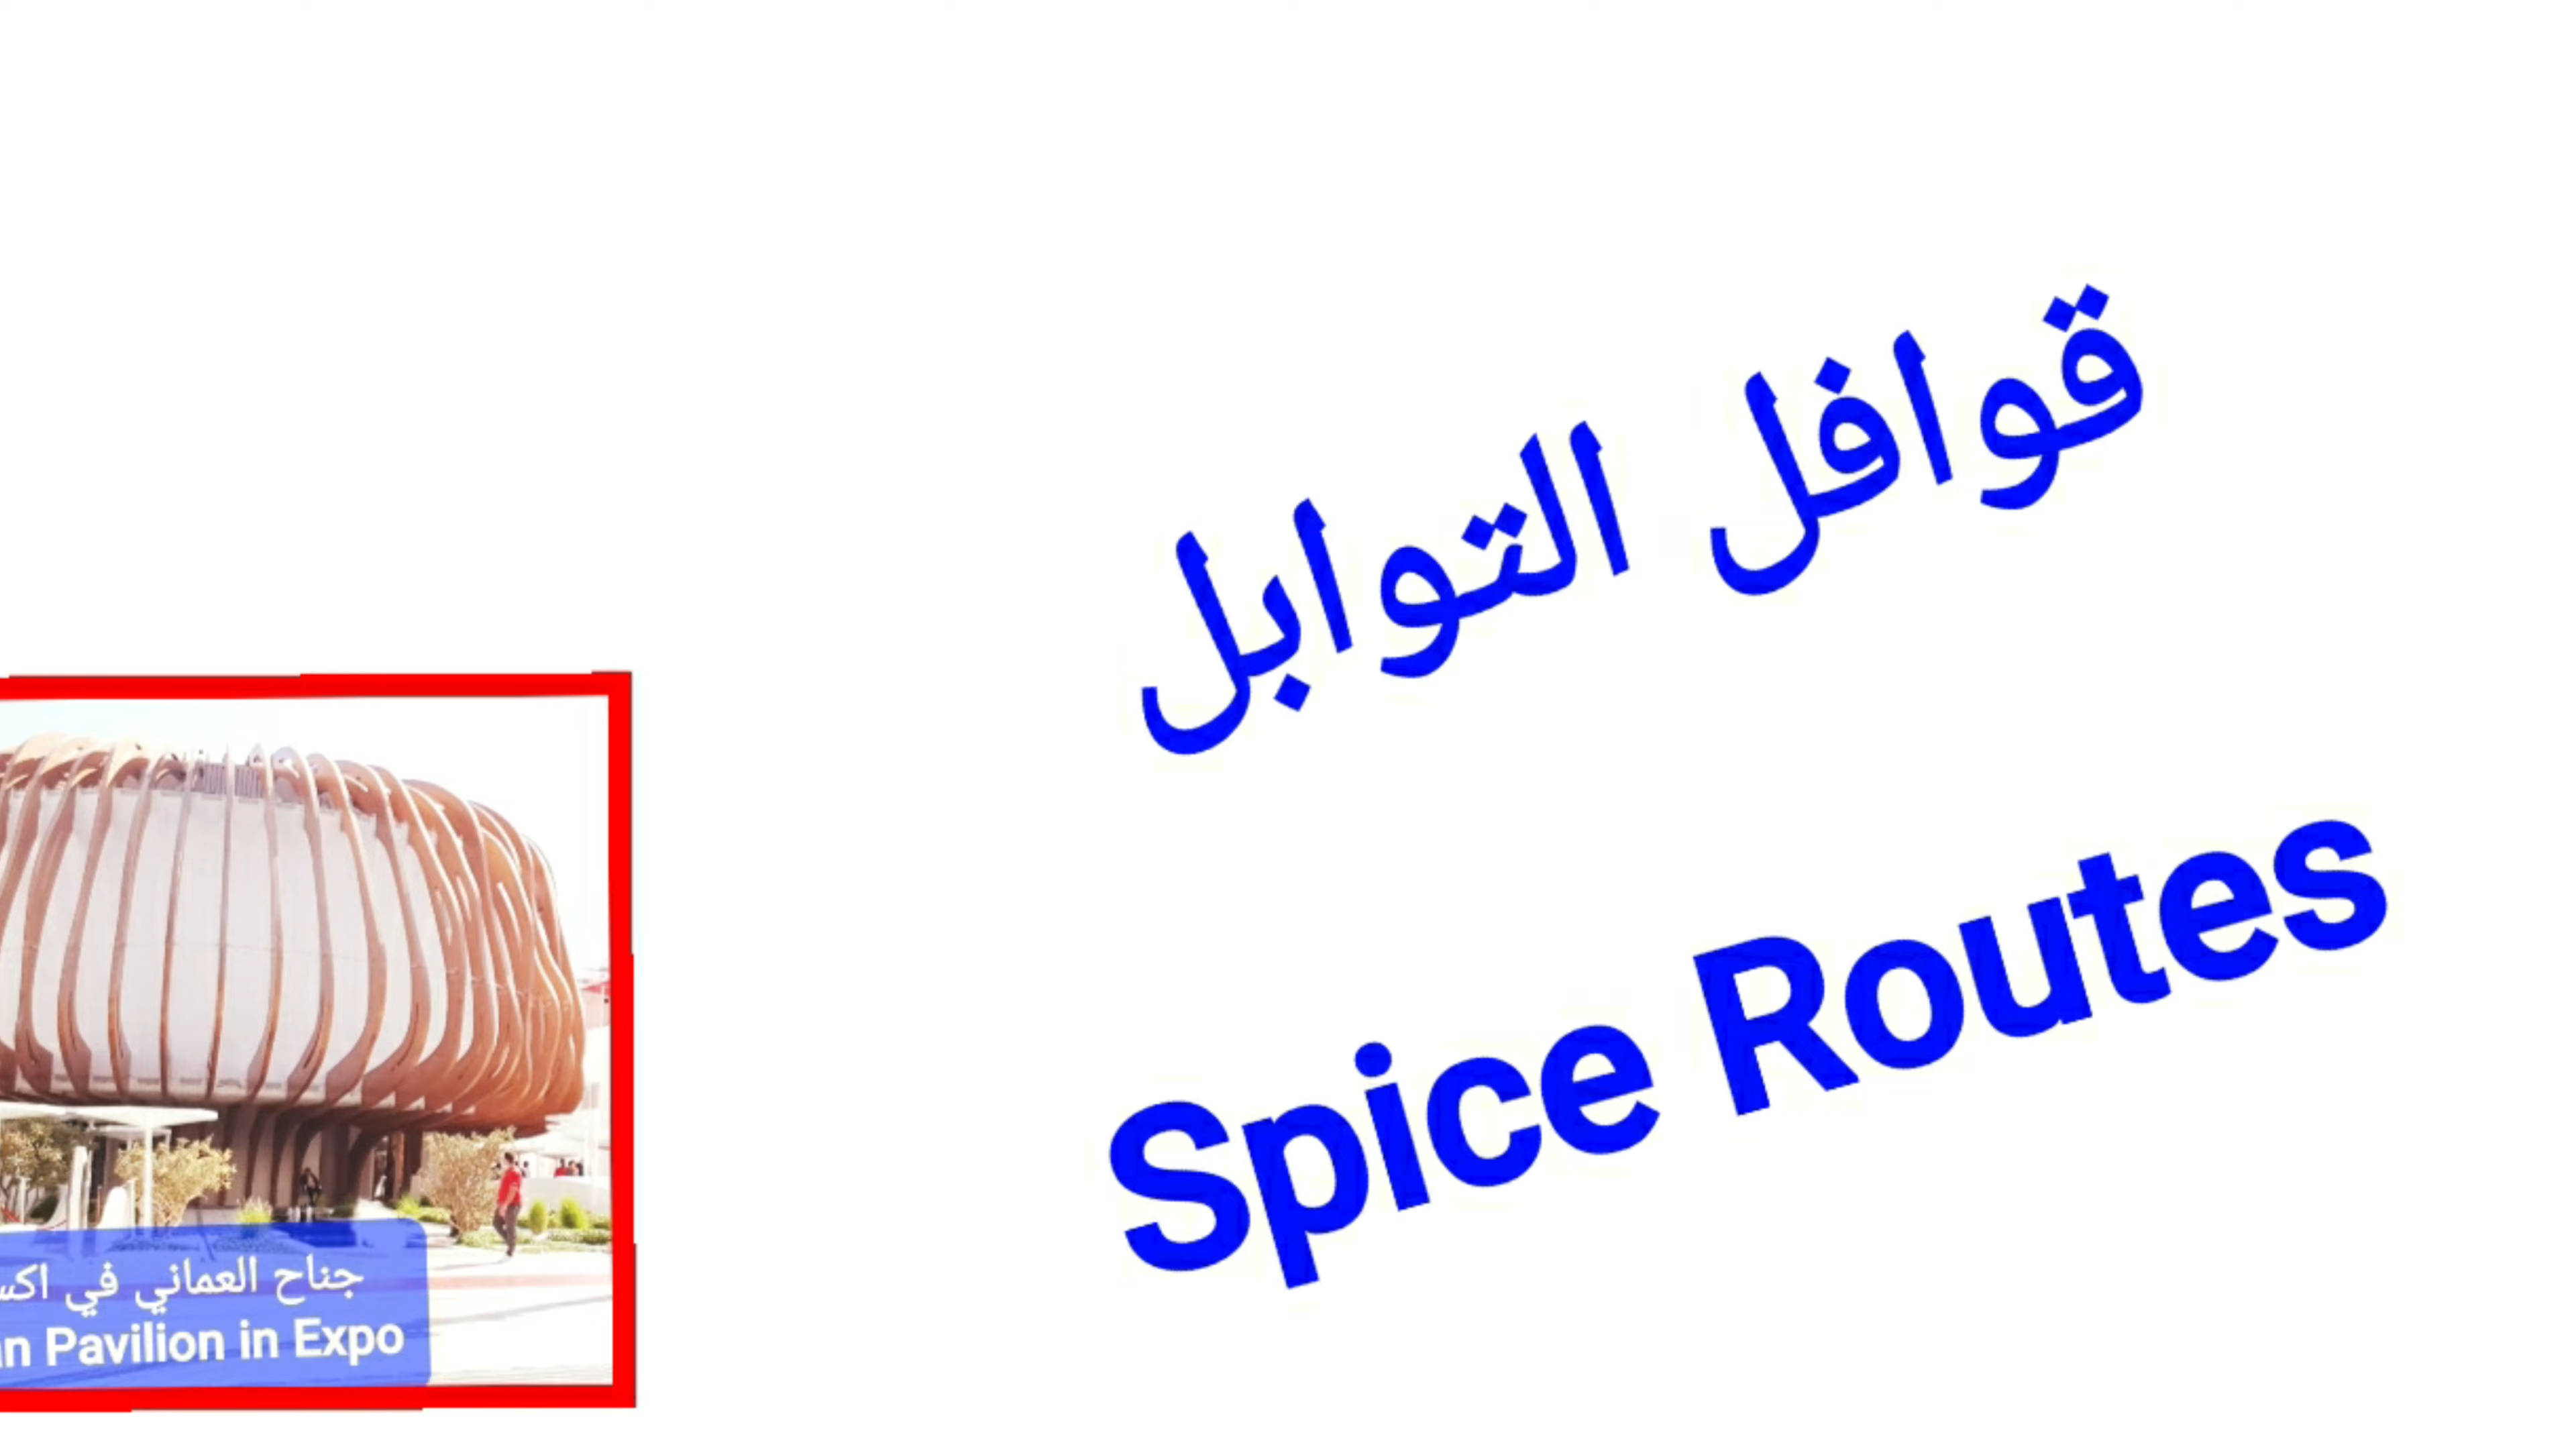 قوافل التوابل
Spice Routes
جناح العماني في
Pavilion in Expo